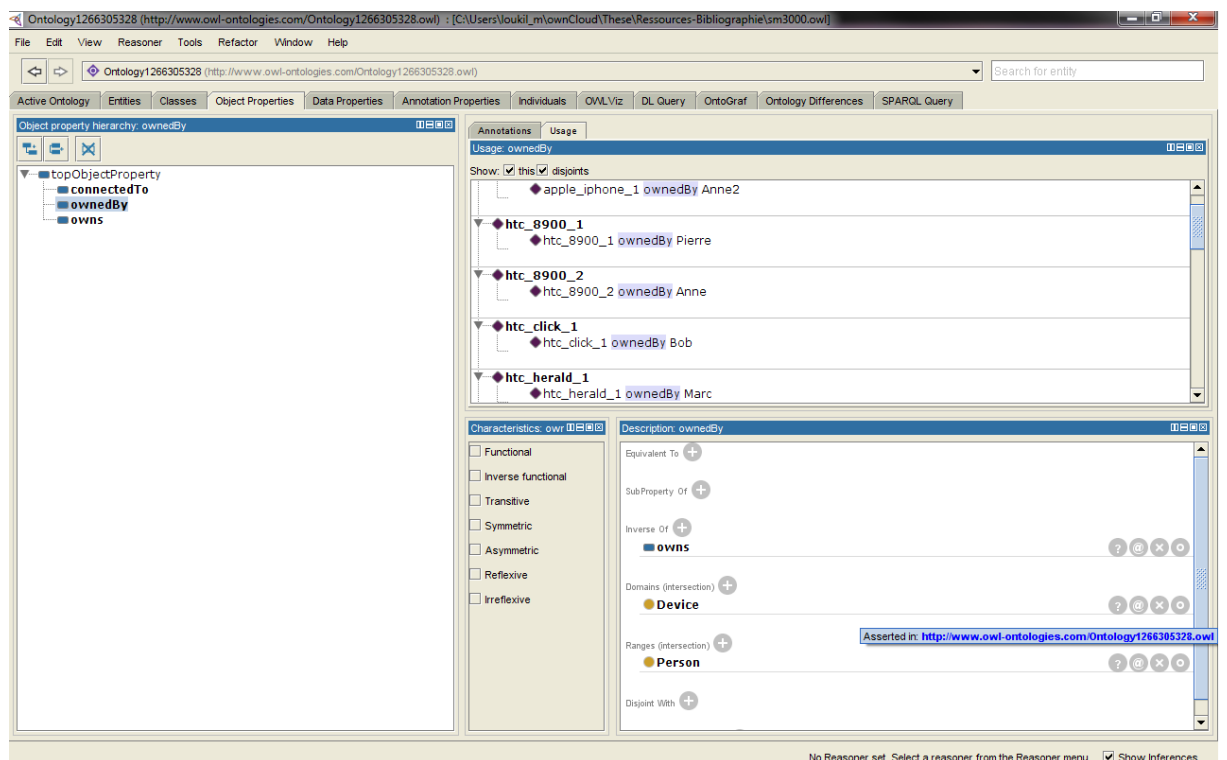 Ontology1266305328 (http://www.owl-ontologies.com/Ontology1266305328.owl) : [C:\Users\loukil_m\ownCloud\These\Ressources-Bibliographie\sm3000.owl]
File Edit View Reasoner Tools Refactor Window Help
Ontology1266305328 (http://www.owl-ontologies.com/Ontology1266305328.owl)
Search for entity
Active Ontology Entities Classes Object Properties Data Properties Annotation Properties Individuals OWLViz DL Query OntoGraf Ontology Differences SPARQL Query
Object property hierarchy: ownedBy
topObjectProperty
connectedTo
ownedBy
owns
Annotations Usage
Usage: ownedBy
Show: this disjoints
apple_iphone_1 ownedBy Anne2
htc_8900_1
htc_8900_1 ownedBy Pierre
htc_8900_2
htc_8900_2 ownedBy Anne
htc_click_1
htc_click_1 ownedBy Bob
htc_herald_1
htc_herald_1 ownedBy Marc
Characteristics: owr
Functional
Inverse functional
Transitive
Symmetric
Asymmetric
Reflexive
Irreflexive
Description: ownedBy
Equivalent To
SubProperty Of
Inverse Of
owns
Domains (intersection)
Device
Asserted in: http://www.owl-ontologies.com/Ontology1266305328.owl
Ranges (intersection)
Person
Disjoint With
No Reasoner set. Select a reasoner from the Reasoner menu Show Inferences